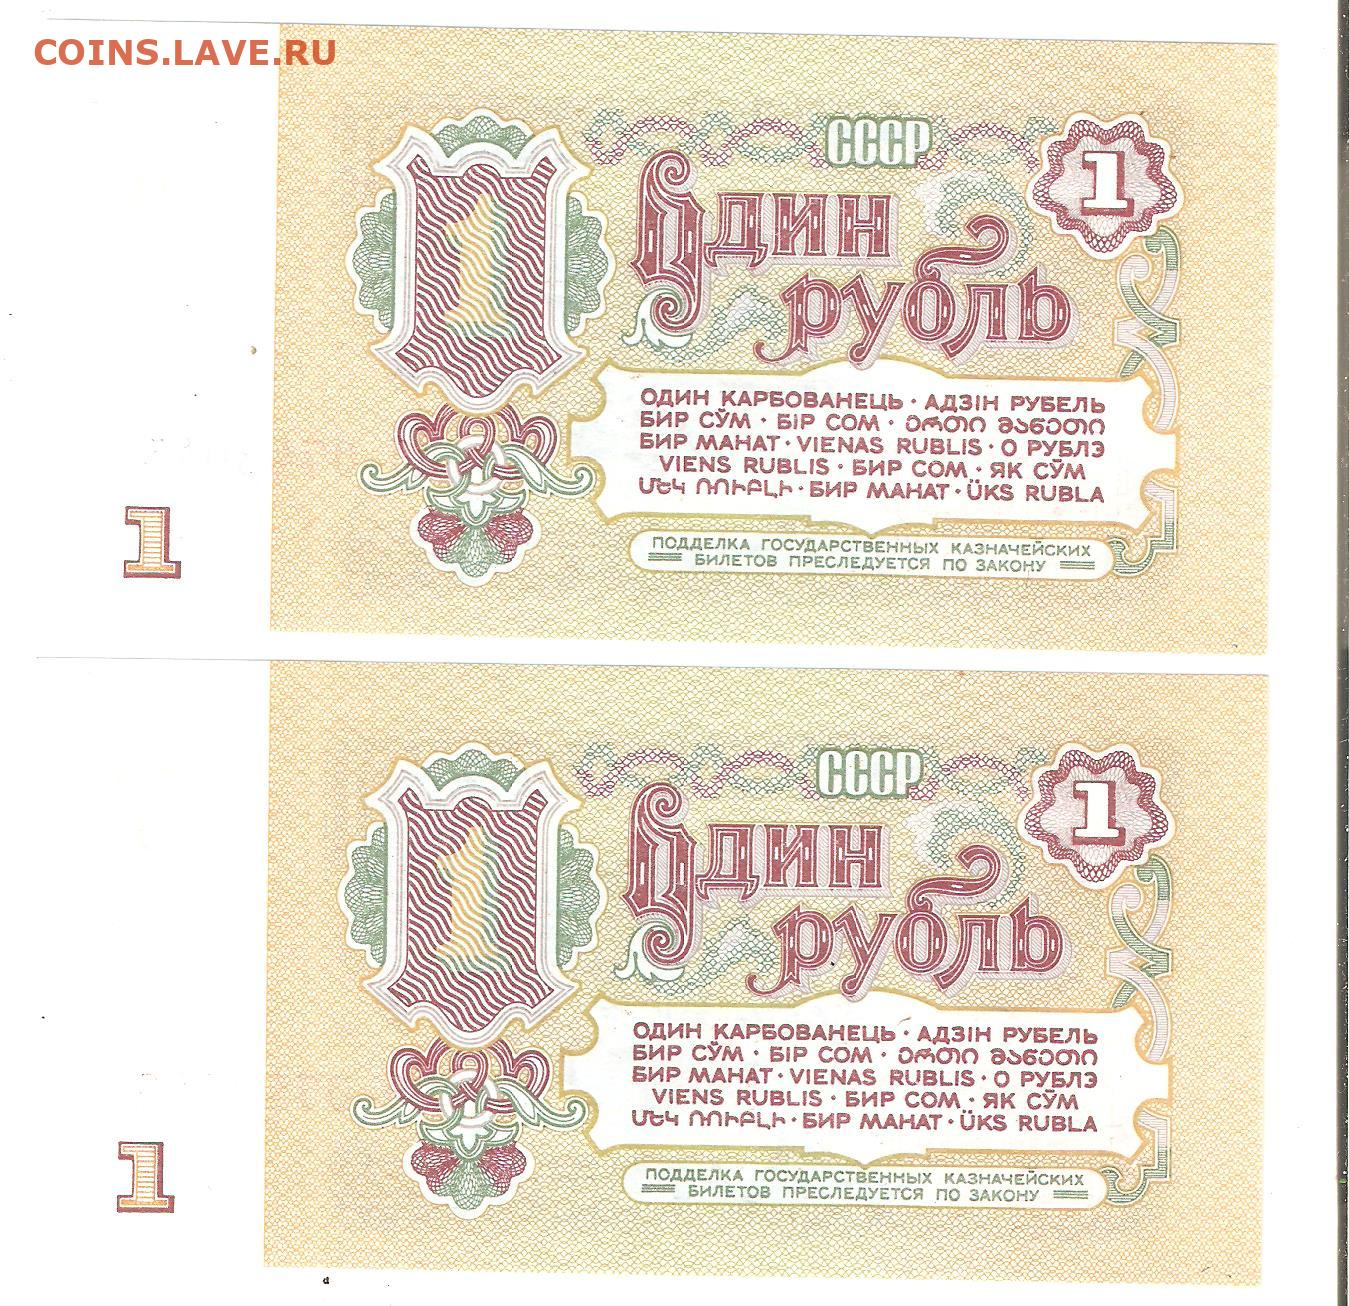 COINS.LAVE.RU
СССР
1
1
Один
рубль
ОДИН КАРБОВАНЕЦЬ · АДЗІН РУБЕЛЬ
БИР СЎМ · БІР СОМ · ᲔᲠᲗᲘ ᲛᲐᲜᲔᲗᲘ
БИР МАНАТ · VIENAS RUBLIS · О РУБЛЭ
VIENS RUBLIS · БИР СОМ · ЯК СӮМ
ՄԵԿ ՌՈՒԲԼԻ · БИР МАНАТ · ÜKS RUBLA
1
ПОДДЕЛКА ГОСУДАРСТВЕННЫХ КАЗНАЧЕЙСКИХ
БИЛЕТОВ ПРЕСЛЕДУЕТСЯ ПО ЗАКОНУ
СССР
1
1
Один
рубль
ОДИН КАРБОВАНЕЦЬ · АДЗІН РУБЕЛЬ
БИР СЎМ · БІР СОМ · ᲔᲠᲗᲘ ᲛᲐᲜᲔᲗᲘ
БИР МАНАТ · VIENAS RUBLIS · О РУБЛЭ
VIENS RUBLIS · БИР СОМ · ЯК СӮМ
ՄԵԿ ՌՈՒԲԼԻ · БИР МАНАТ · ÜKS RUBLA
1
ПОДДЕЛКА ГОСУДАРСТВЕННЫХ КАЗНАЧЕЙСКИХ
БИЛЕТОВ ПРЕСЛЕДУЕТСЯ ПО ЗАКОНУ